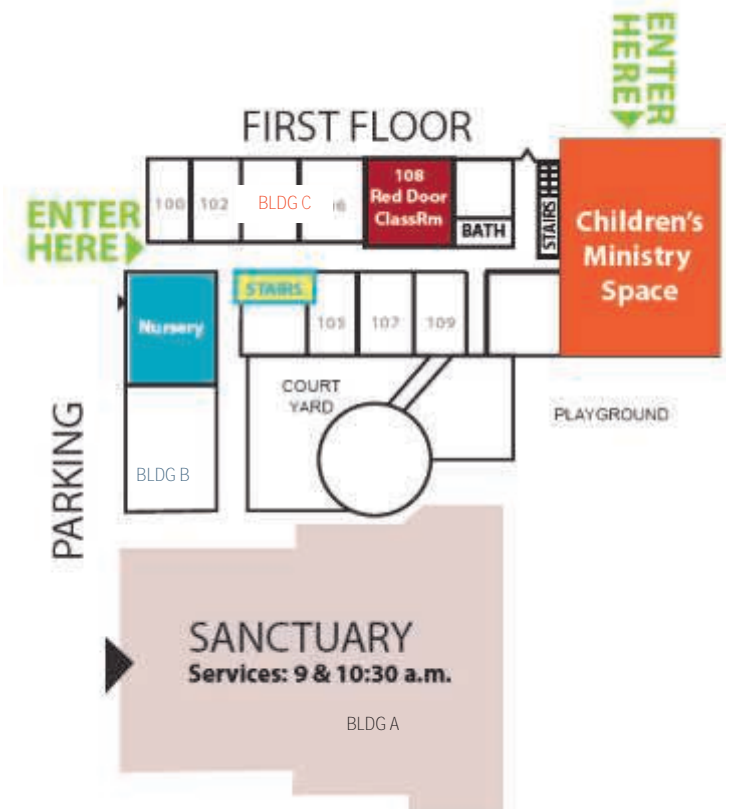 ENTER
HERE
FIRST FLOOR
ENTER
HERE
100
102
BLDG C
108
Red Door
ClassRm
BATH
STAIRS
Children's
Ministry
Space
Nursery
STAIRS
105
107
109
COURT
YARD
PLAYGROUND
PARKING
BLDG B
SANCTUARY
Services: 9 & 10:30 a.m.
BLDG A